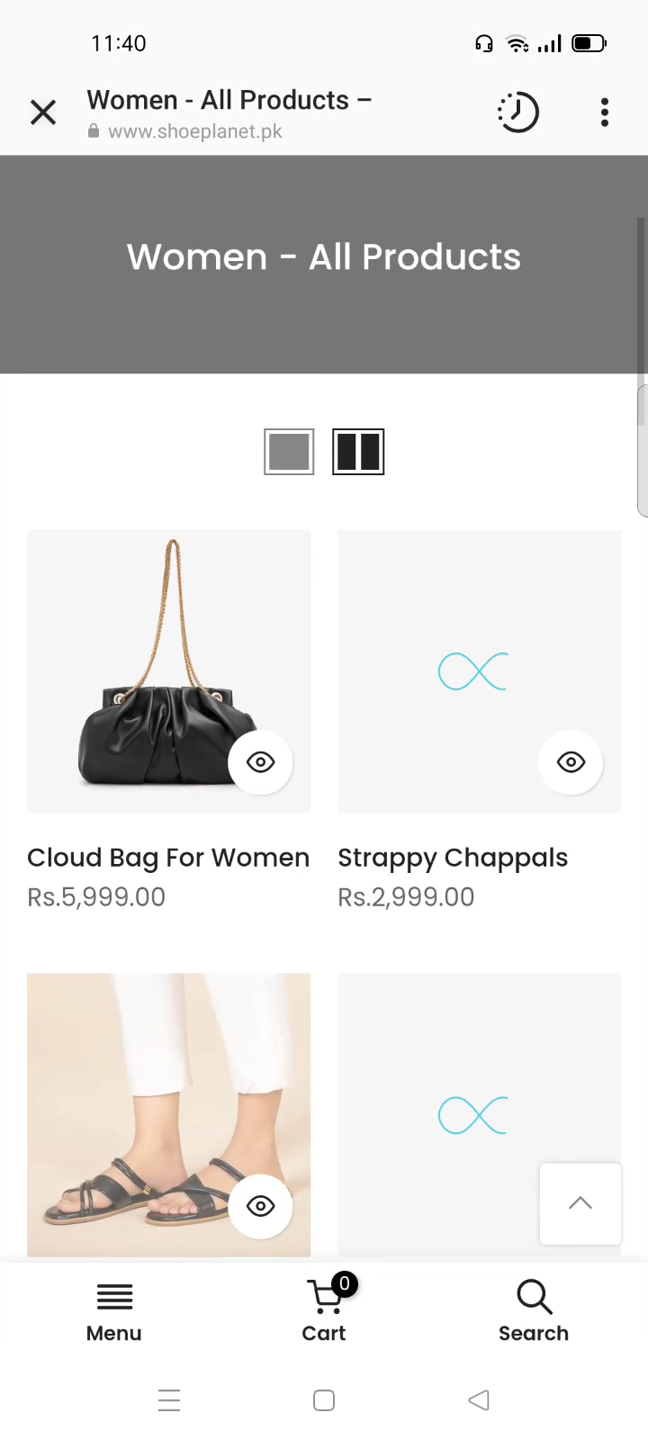 11:40
Women - All Products –
www.shoeplanet.pk
Women - All Products
Cloud Bag For Women
Rs.5,999.00
Strappy Chappals
Rs.2,999.00
0
Menu
Cart
Search